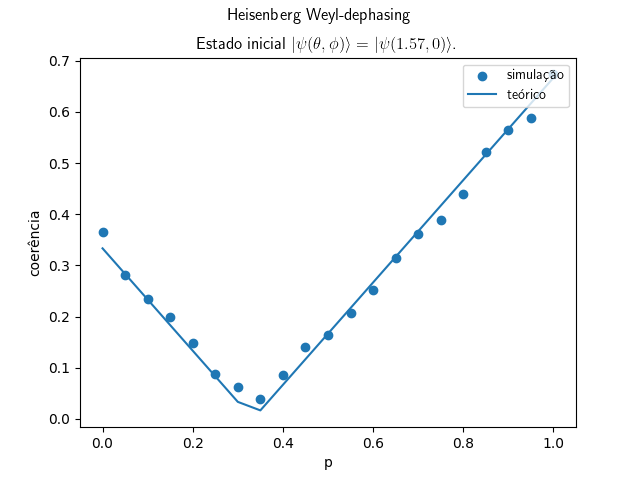 Heisenberg Weyl-dephasing
Estado inicial |ψ(θ, ϕ)⟩ = |ψ(1.57, 0)⟩.
simulação
teórico
0.7
0.6
0.5
0.4
0.3
0.2
0.1
0.0
coerência
0.0 0.2 0.4 0.6 0.8 1.0
p